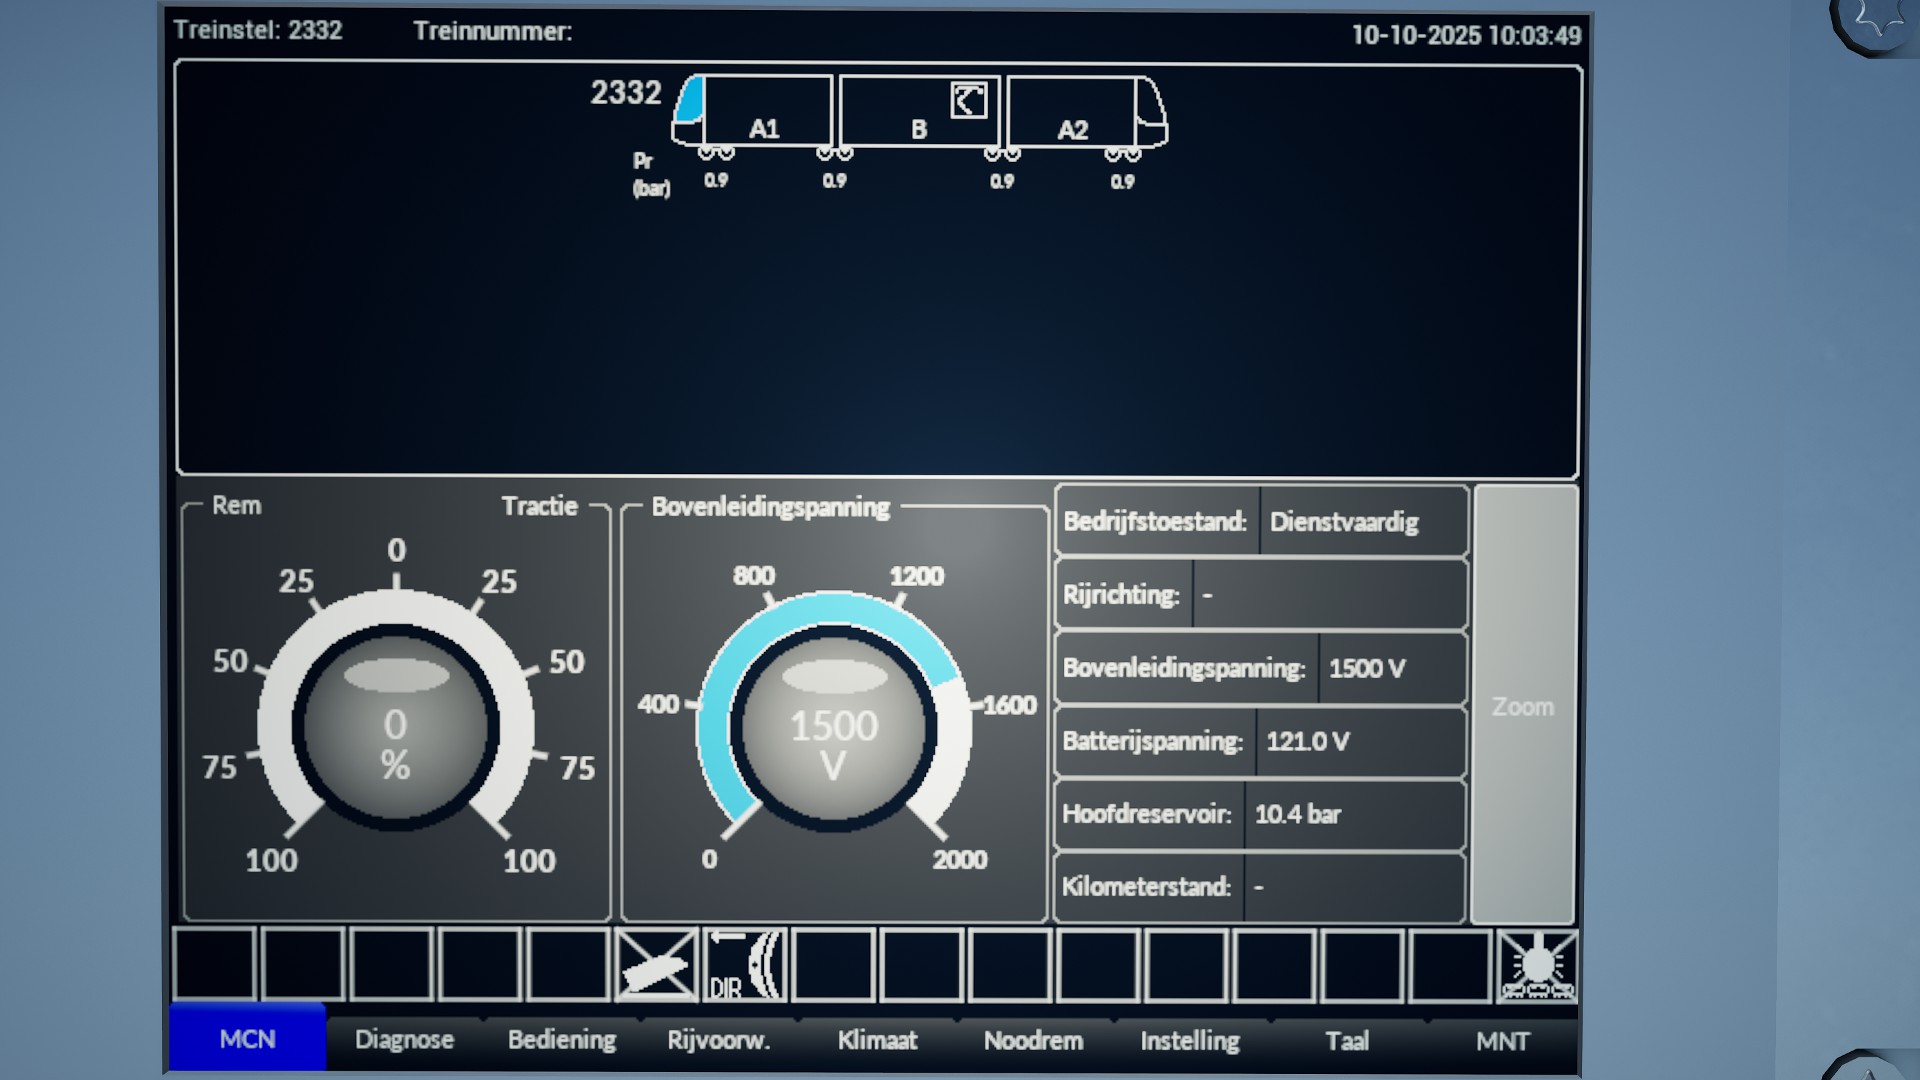 Treinstel: 2332 Treinnummer: 10-10-2025 10:03:49
2332
A1 B A2
Pr
(bar)
0.9 0.9 0.9 0.9
Rem Tractie
0
25 25
50 50
75 75
100 100
0
%
Bovenleidingspanning
800 1200
400 1600
0 2000
1500
V
Bedrijfstoestand: Dienstvaardig
Rijrichting: -
Bovenleidingspanning: 1500 V
Batterijspanning: 121.0 V
Hoofdreservoir: 10.4 bar
Kilometerstand: -
Zoom
DIR
MCN Diagnose Bediening Rijvoorw. Klimaat Noodrem Instelling Taal MNT